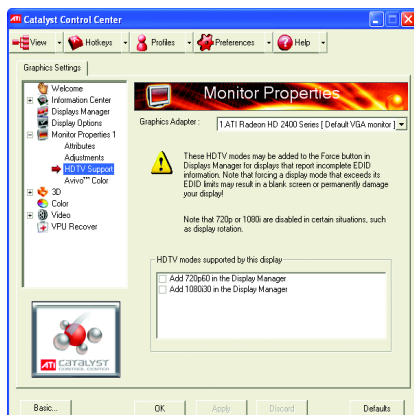 ATI Catalyst Control Center
View
Hotkeys
Profiles
Preferences
Help
Graphics Settings
Welcome
Information Center
Displays Manager
Display Options
Monitor Properties 1
Attributes
Adjustments
HDTV Support
Avivo™ Color
3D
Color
Video
VPU Recover
Monitor Properties
Graphics Adapter :
1.ATI Radeon HD 2400 Series [ Default VGA monitor ]
These HDTV modes may be added to the Force button in
Displays Manager for displays that report incomplete EDID
information. Note that forcing a display mode that exceeds its
EDID limits may result in a blank screen or permanently damage
your display!
Note that 720p or 1080i are disabled in certain situations, such
as display rotation.
HDTV modes supported by this display
Add 720p60 in the Display Manager
Add 1080i30 in the Display Manager
ATI CATALYST
CONTROL CENTER
Basic...
OK
Apply
Discard
Defaults